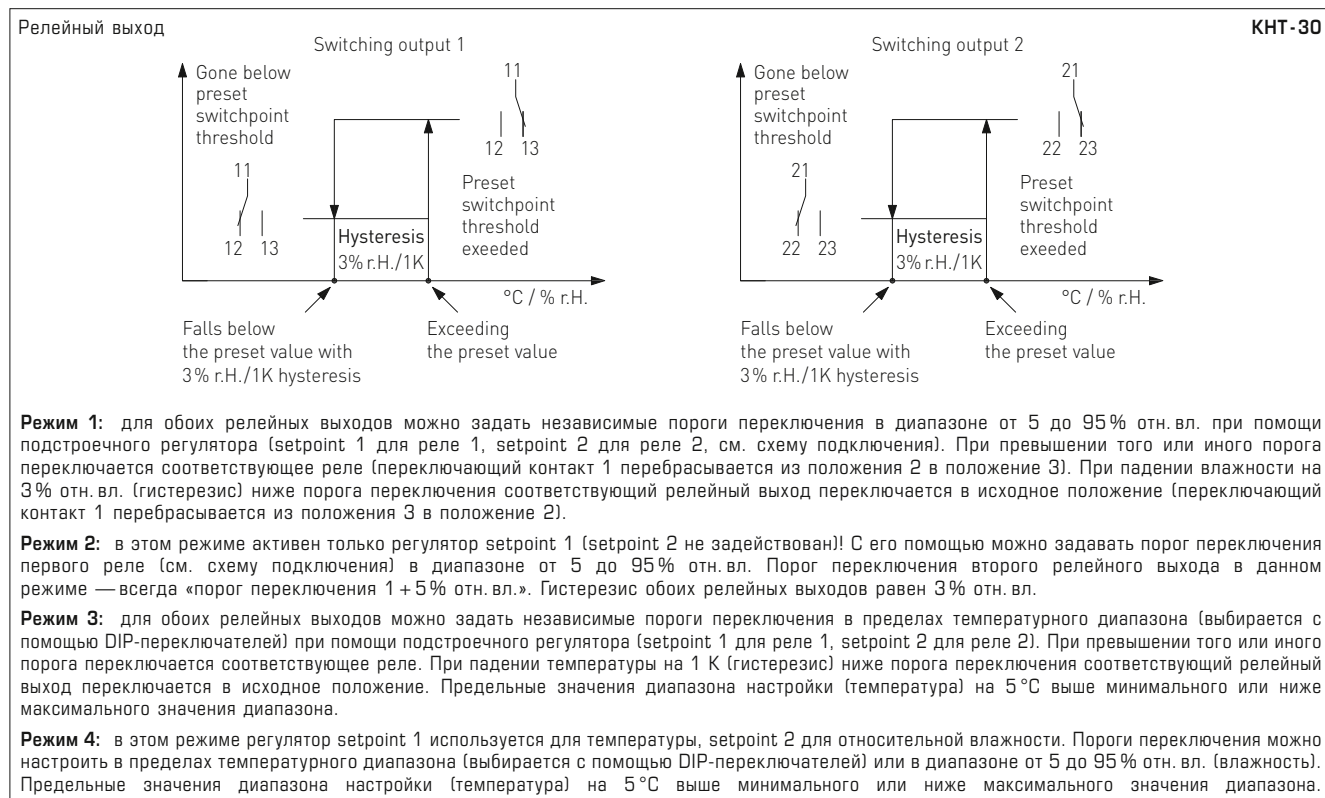 Релейный выход
КНТ-30
Switching output 1
Gone below
preset
switchpoint
threshold
11
12 13
11
12 13
Preset
switchpoint
threshold
exeeded
Hysteresis
3% r.H./1K
°C / % r.H.
Falls below
the preset value with
3% r.H./1K hysteresis
Exceeding
the preset value
Switching output 2
Gone below
preset
switchpoint
threshold
21
22 23
21
22 23
Preset
switchpoint
threshold
exeeded
Hysteresis
3% r.H./1K
°C / % r.H.
Falls below
the preset value with
3% r.H./1K hysteresis
Exceeding
the preset value
Режим 1: для обоих релейных выходов можно задать независимые пороги переключения в диапазоне от 5 до 95% отн. вл. при помощи
подстроечного регулятора (setpoint 1 для реле 1, setpoint 2 для реле 2, см. схему подключения). При превышении того или иного порога
переключается соответствующее реле (переключающий контакт 1 перебрасывается из положения 2 в положение 3). При падении влажности на
3% отн. вл. (гистерезис) ниже порога переключения соответствующий релейный выход переключается в исходное положение (переключающий
контакт 1 перебрасывается из положения 3 в положение 2).
Режим 2: в этом режиме активен только регулятор setpoint 1 (setpoint 2 не задействован)! С его помощью можно задавать порог переключения
первого реле (см. схему подключения) в диапазоне от 5 до 95% отн. вл. Порог переключения второго релейного выхода в данном
режиме — всегда «порог переключения 1 + 5% отн. вл.». Гистерезис обоих релейных выходов равен 3% отн. вл.
Режим 3: для обоих релейных выходов можно задать независимые пороги переключения в пределах температурного диапазона (выбирается с
помощью DIP-переключателей) при помощи подстроечного регулятора (setpoint 1 для реле 1, setpoint 2 для реле 2). При превышении того или иного
порога переключается соответствующее реле. При падении температуры на 1 К (гистерезис) ниже порога переключения соответствующий релейный
выход переключается в исходное положение. Предельные значения диапазона настройки (температура) на 5 °C выше минимального или ниже
максимального значения диапазона.
Режим 4: в этом режиме регулятор setpoint 1 используется для температуры, setpoint 2 для относительной влажности. Пороги переключения можно
настроить в пределах температурного диапазона (выбирается с помощью DIP-переключателей) или в диапазоне от 5 до 95% отн. вл. (влажность).
Предельные значения диапазона настройки (температура) на 5 °C выше минимального или ниже максимального значения диапазона.